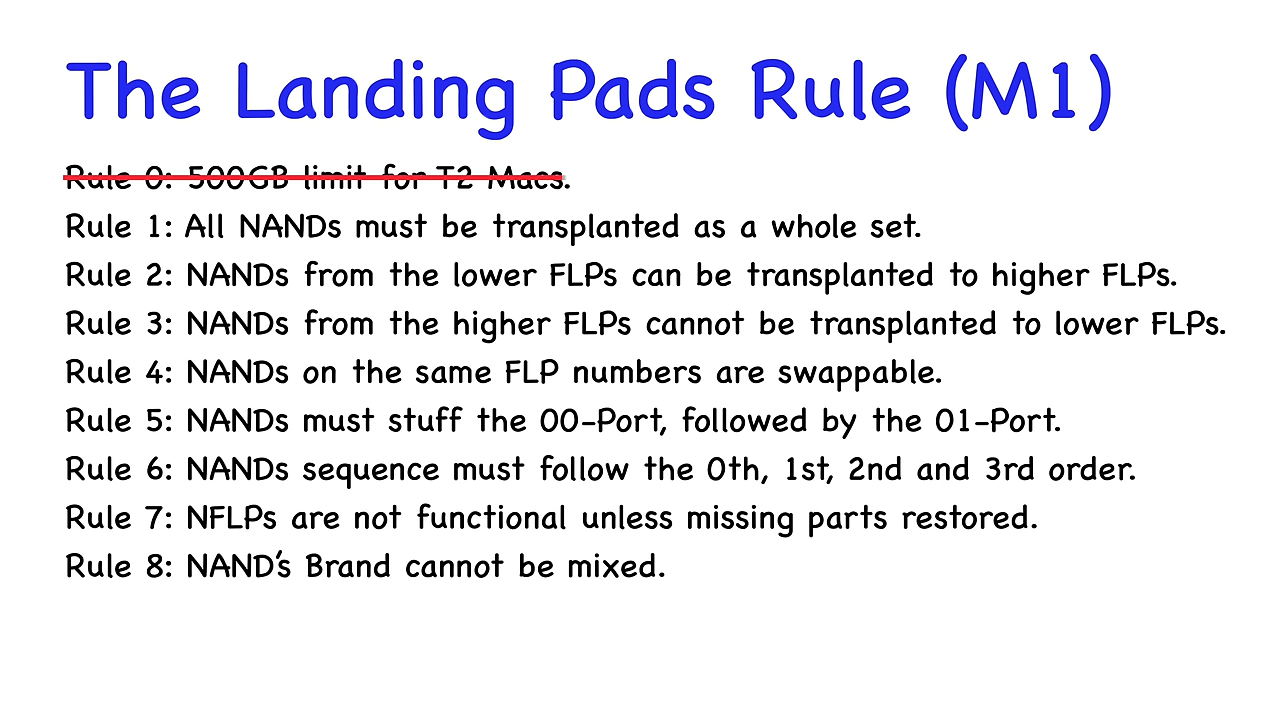 The Landing Pads Rule (M1)
Rule 0: 500GB limit for T2 Macs.
Rule 1: All NANDs must be transplanted as a whole set.
Rule 2: NANDs from the lower FLPs can be transplanted to higher FLPs.
Rule 3: NANDs from the higher FLPs cannot be transplanted to lower FLPs.
Rule 4: NANDs on the same FLP numbers are swappable.
Rule 5: NANDs must stuff the 00-Port, followed by the 01-Port.
Rule 6: NANDs sequence must follow the 0th, 1st, 2nd and 3rd order.
Rule 7: NFLPs are not functional unless missing parts restored.
Rule 8: NAND's Brand cannot be mixed.